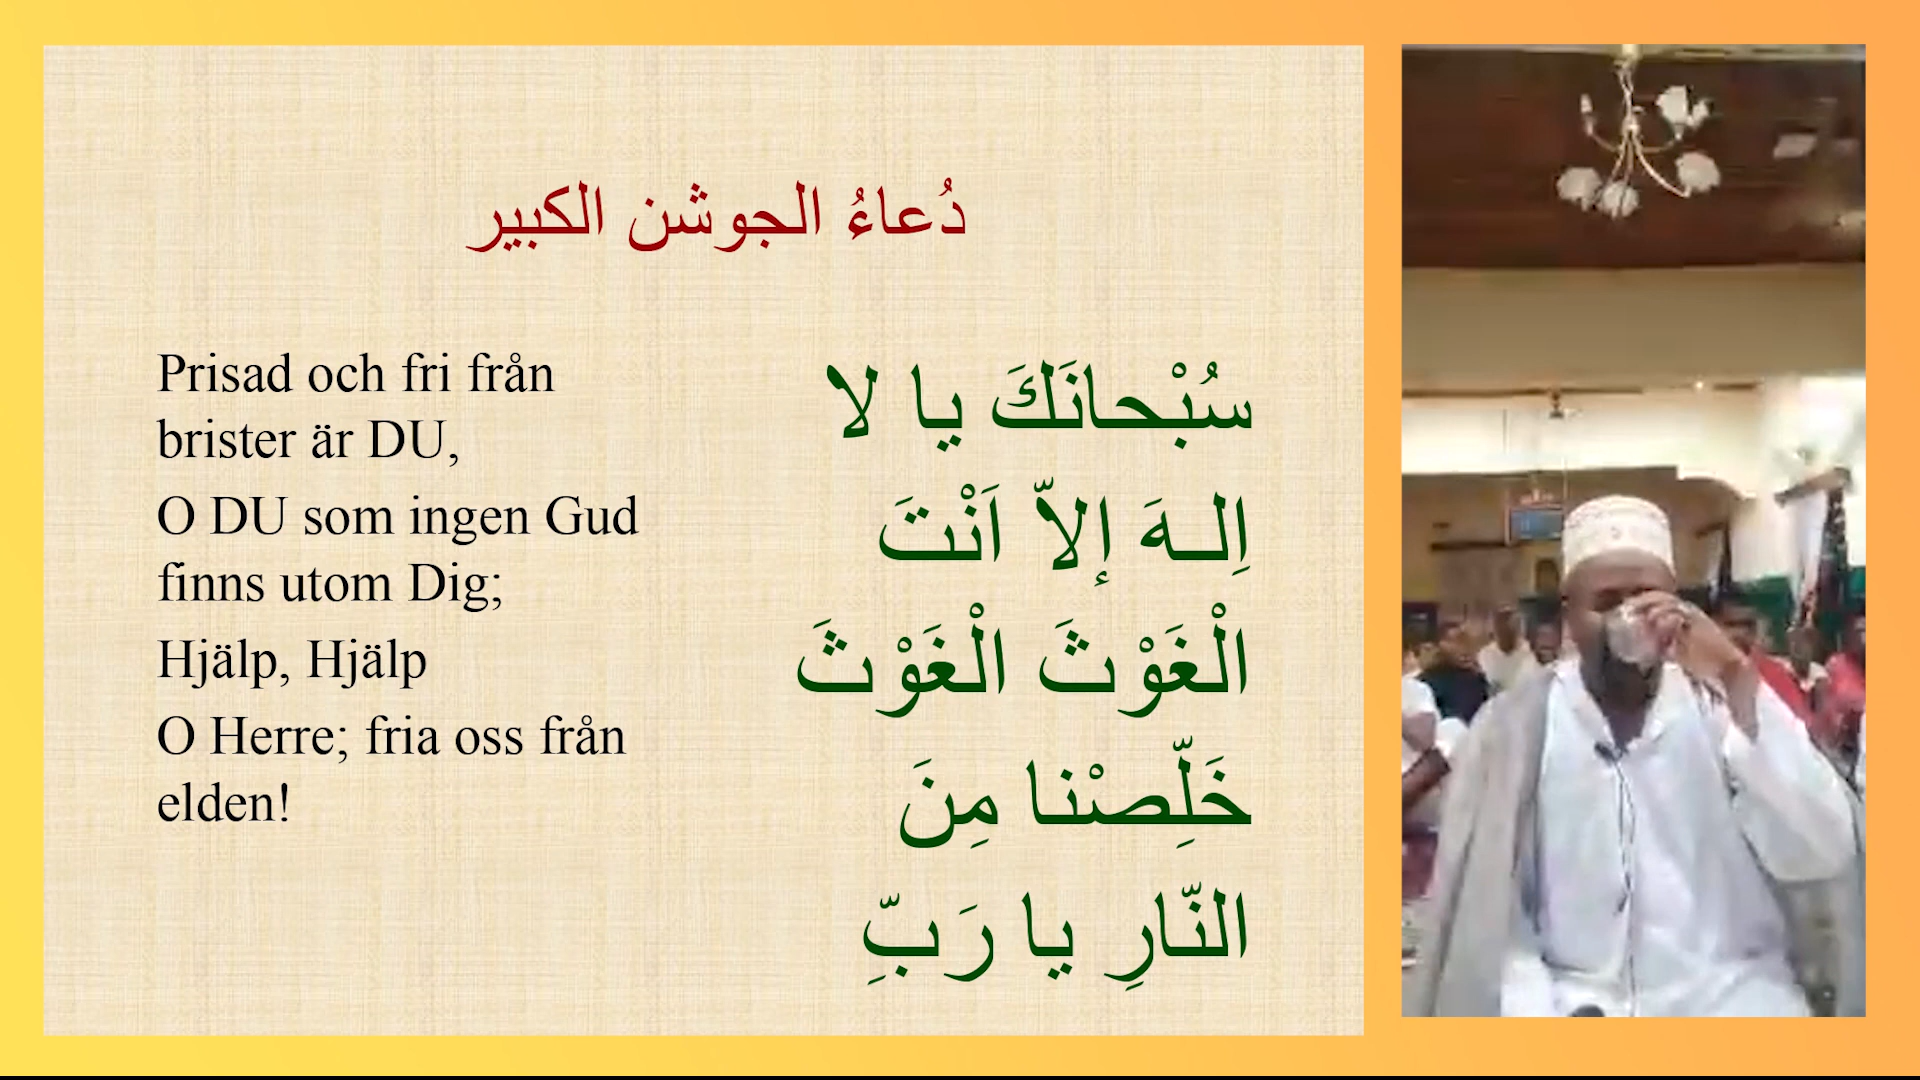 دُعاءُ الجوشن الكبير
Prisad och fri från
brister är DU,
O DU som ingen Gud
finns utom Dig;
Hjälp, Hjälp
O Herre; fria oss från
elden!
سُبْحانَكَ يا لا
اِلـهَ إلاّ اَنْتَ
الْغَوْثَ الْغَوْثَ
خَلِّصْنا مِنَ
النّارِ يا رَبِّ